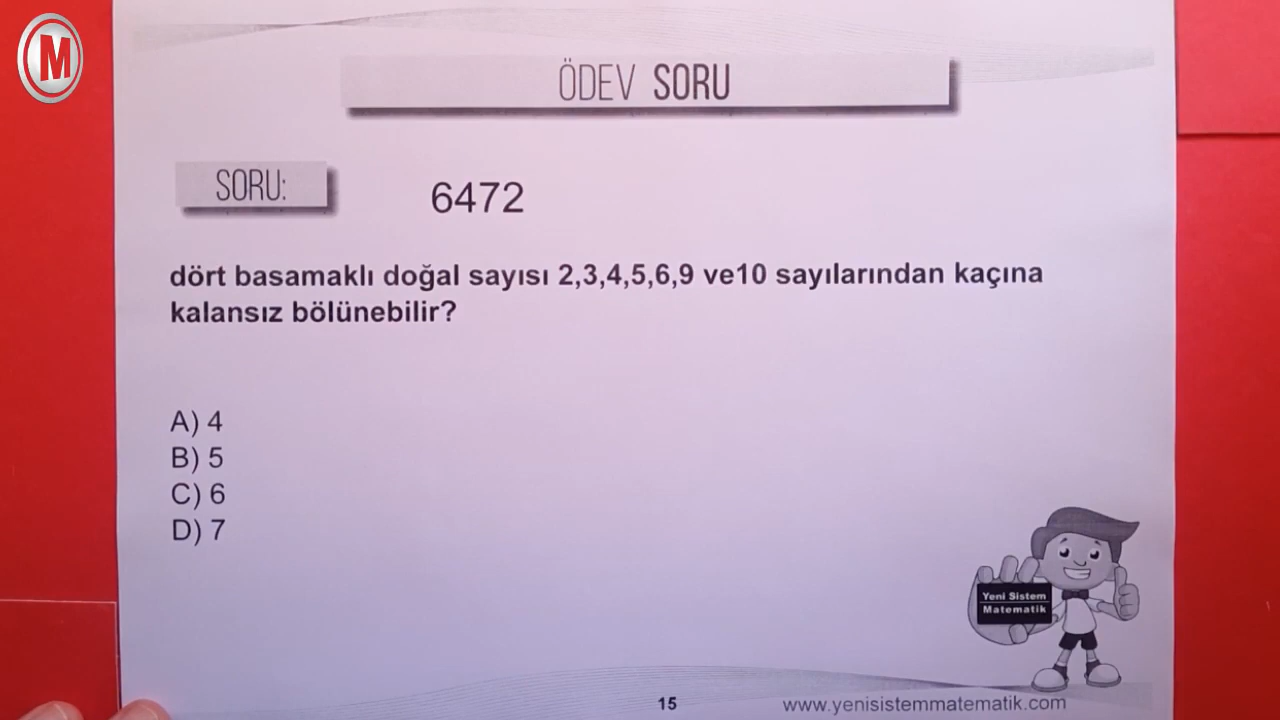 M
ÖDEV SORU
SORU:
6472
dört basamaklı doğal sayısı 2,3,4,5,6,9 ve10 sayılarından kaçına
kalansız bölünebilir?
A) 4
B) 5
C) 6
D) 7
Yeni Sistem
Matematik
15
www.yenisistemmatematik.com